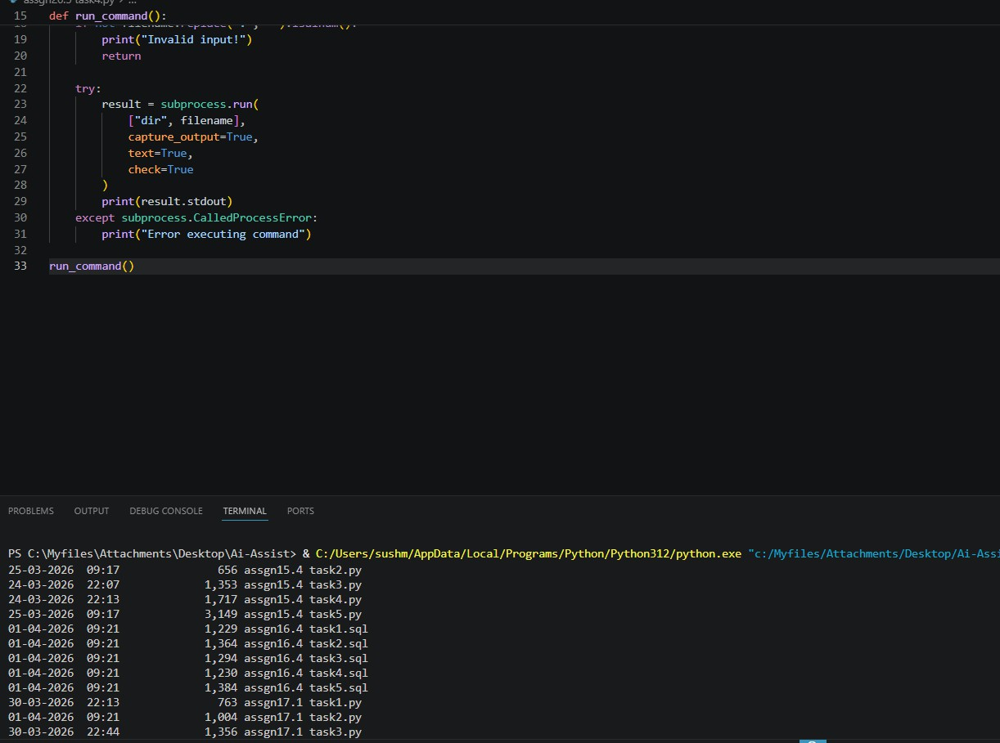 assgn20.3 task4.py > ...
15 def run_command():
19 print("Invalid input!")
20 return
21
22 try:
23 result = subprocess.run(
24 ["dir", filename],
25 capture_output=True,
26 text=True,
27 check=True
28 )
29 print(result.stdout)
30 except subprocess.CalledProcessError:
31 print("Error executing command")
32
33 run_command()
PROBLEMS OUTPUT DEBUG CONSOLE TERMINAL PORTS
PS C:\Myfiles\Attachments\Desktop\Ai-Assist> & C:/Users/sushm/AppData/Local/Programs/Python/Python312/python.exe "c:/Myfiles/Attachments/Desktop/Ai-Assi
25-03-2026 09:17 656 assgn15.4 task2.py
24-03-2026 22:07 1,353 assgn15.4 task3.py
24-03-2026 22:13 1,717 assgn15.4 task4.py
25-03-2026 09:17 3,149 assgn15.4 task5.py
01-04-2026 09:21 1,229 assgn16.4 task1.sql
01-04-2026 09:21 1,364 assgn16.4 task2.sql
01-04-2026 09:21 1,294 assgn16.4 task3.sql
01-04-2026 09:21 1,230 assgn16.4 task4.sql
01-04-2026 09:21 1,384 assgn16.4 task5.sql
30-03-2026 22:13 763 assgn17.1 task1.py
01-04-2026 09:21 1,004 assgn17.1 task2.py
30-03-2026 22:44 1,356 assgn17.1 task3.py